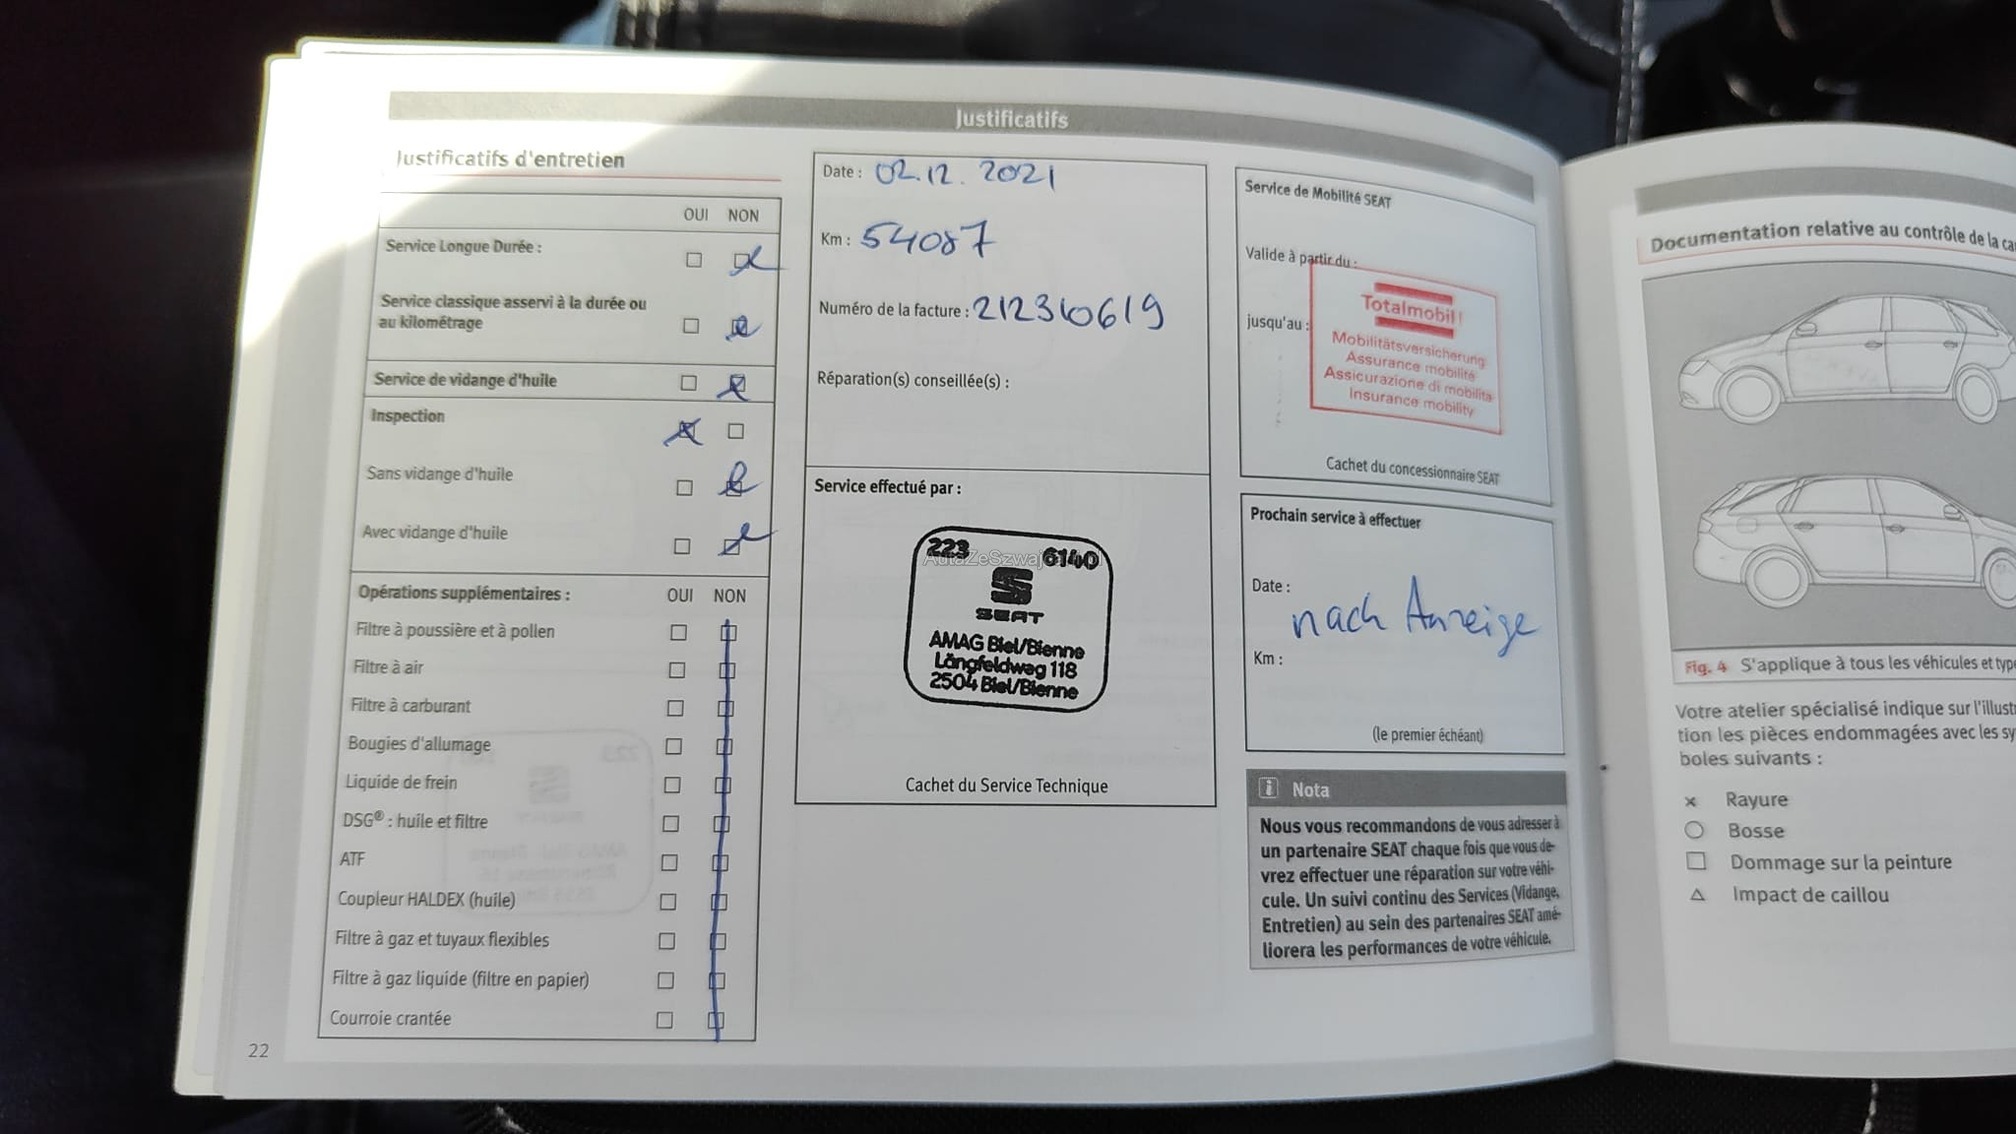 Justificatifs
Justificatifs d'entretien
OUI NON
Service Longue Durée :
Service classique asservi à la durée ou
au kilométrage
Service de vidange d'huile
Inspection
Sans vidange d'huile
Avec vidange d'huile
Opérations supplémentaires : OUI NON
Filtre à poussière et à pollen
Filtre à air
Filtre à carburant
Bougies d'allumage
Liquide de frein
DSG® : huile et filtre
ATF
Coupleur HALDEX (huile)
Filtre à gaz et tuyaux flexibles
Filtre à gaz liquide (filtre en papier)
Courroie crantée
22
Date : 02.12.2021
Km : 54087
Numéro de la facture : 212310619
Réparation(s) conseillée(s) :
Service effectué par :
223 6140
SEAT
AMAG Biel/Bienne
Längfeldweg 118
2504 Biel/Bienne
Cachet du Service Technique
Service de Mobilité SEAT
Valide à partir du :
jusqu'au :
Totalmobil!
Mobilitätsversicherung
Assurance mobilité
Assicurazione di mobilità
Insurance mobility
Cachet du concessionnaire SEAT
Prochain service à effectuer
Date :
nach Anzeige
Km :
(le premier échéant)
Nota
Nous vous recommandons de vous adresser à
un partenaire SEAT chaque fois que vous de-
vrez effectuer une réparation sur votre véhi-
cule. Un suivi continu des Services (Vidange,
Entretien) au sein des partenaires SEAT amé-
liorera les performances de votre véhicule.
Documentation relative au contrôle de la ca
Fig. 4 S'applique à tous les véhicules et type
Votre atelier spécialisé indique sur l'illust
tion les pièces endommagées avec les sy
boles suivants :
Rayure
Bosse
Dommage sur la peinture
Impact de caillou